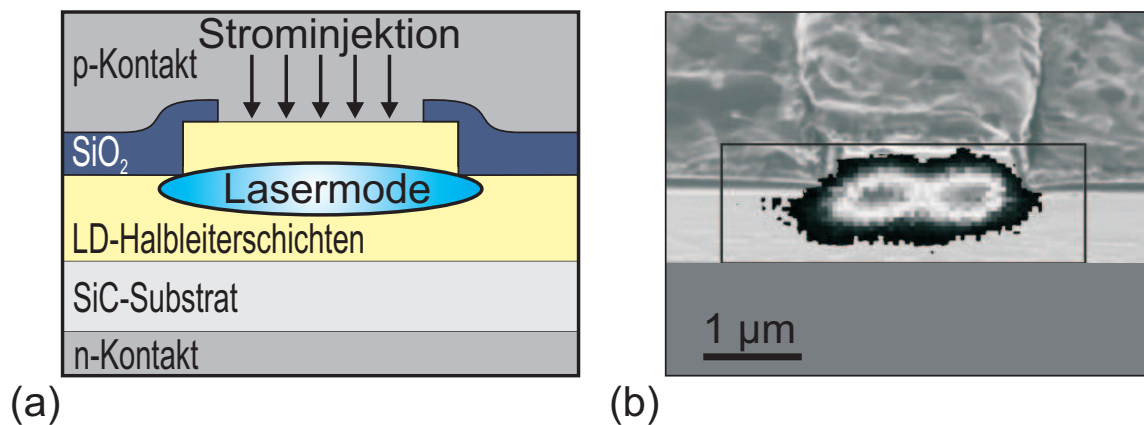 Strominjektion
p-Kontakt
SiO2
Lasermode
LD-Halbleiterschichten
SiC-Substrat
n-Kontakt
(a)
1 µm
(b)